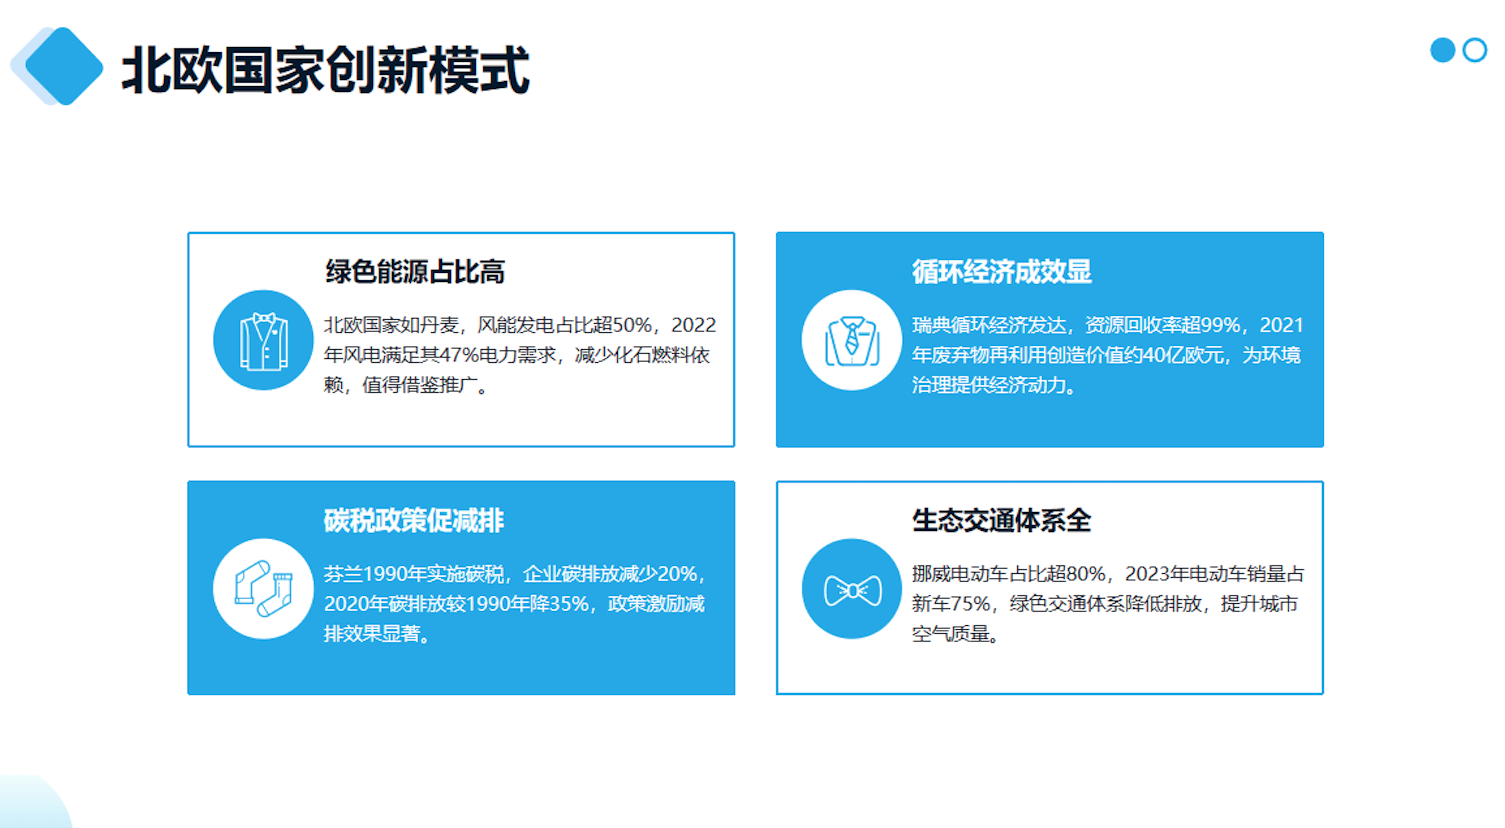 北欧国家创新模式
绿色能源占比高
北欧国家如丹麦，风能发电占比超50%，2022
年风电满足其47%电力需求，减少化石燃料依
赖，值得借鉴推广。
循环经济成效显
瑞典循环经济发达，资源回收率超99%，2021
年废弃物再利用创造价值约40亿欧元，为环境
治理提供经济动力。
碳税政策促减排
芬兰1990年实施碳税，企业碳排放减少20%，
2020年碳排放较1990年降35%，政策激励减
排效果显著。
生态交通体系全
挪威电动车占比超80%，2023年电动车销量占
新车75%，绿色交通体系降低排放，提升城市
空气质量。